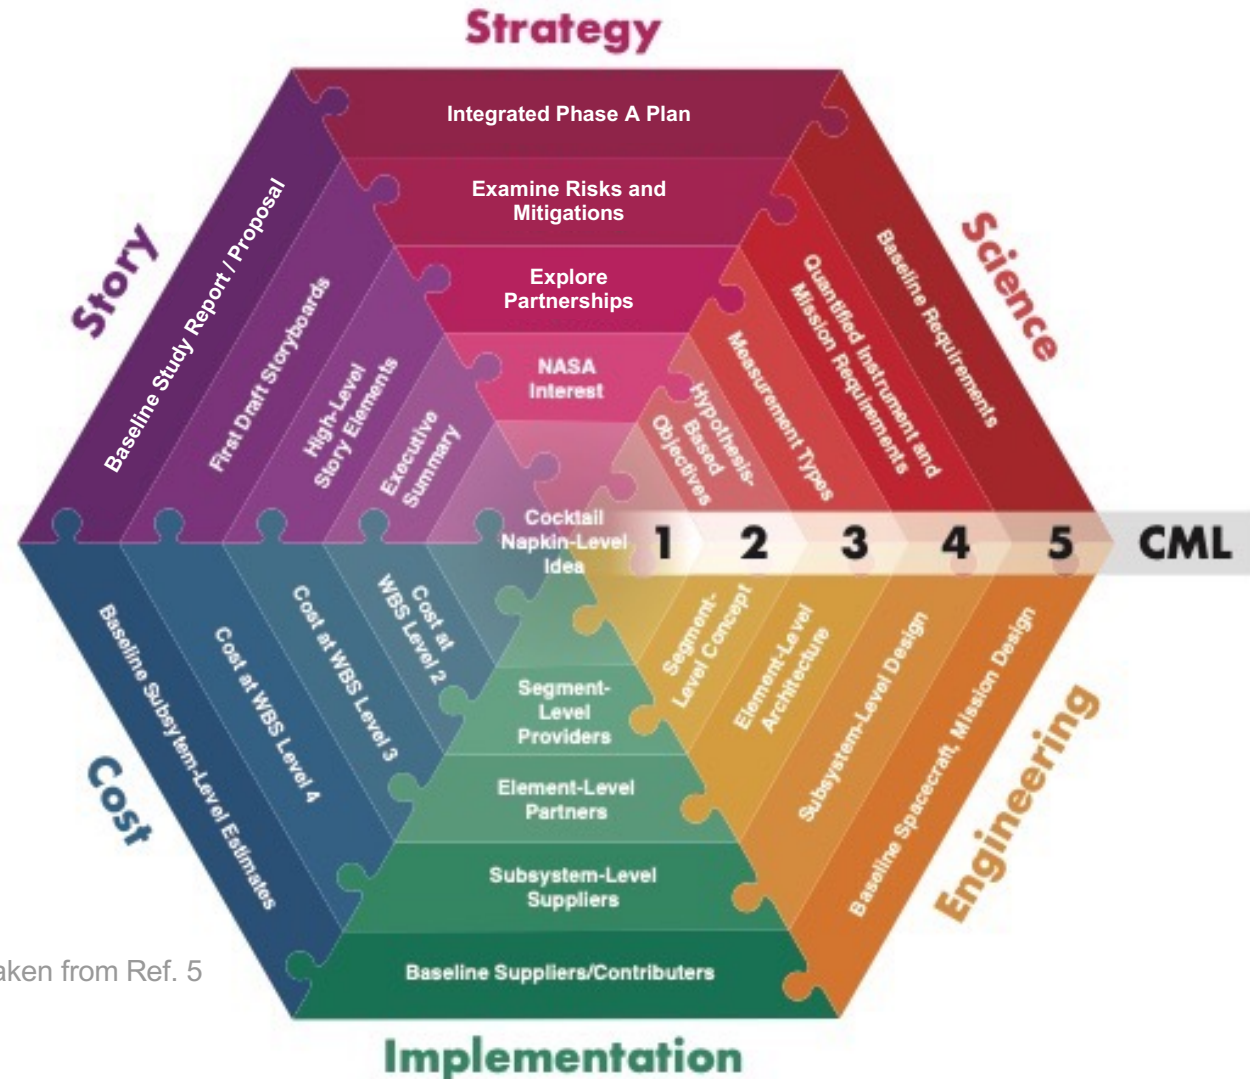 Strategy
Integrated Phase A Plan
Examine Risks and
Mitigations
Explore
Partnerships
NASA
Interest
Story
Baseline Study Report / Proposal
First Draft Storyboards
High-Level
Story Elements
Executive
Summary
Science
Baseline Requirements
Quantified Instrument and
Mission Requirements
Measurement Types
Hypothesis-
Based
Objectives
Cocktail
Napkin-Level
Idea
1 2 3 4 5 CML
Cost
Baseline Subsytem-Level Estimates
Cost at WBS Level 4
Cost at WBS Level 3
Cost at
WBS Level 2
Segment-
Level
Providers
Element-Level
Partners
Subsystem-Level
Suppliers
Baseline Suppliers/Contributers
Implementation
Segment-
Level Concept
Element-Level
Architecture
Subsystem-Level Design
Baseline Spacecraft, Mission Design
Engineering
aken from Ref. 5